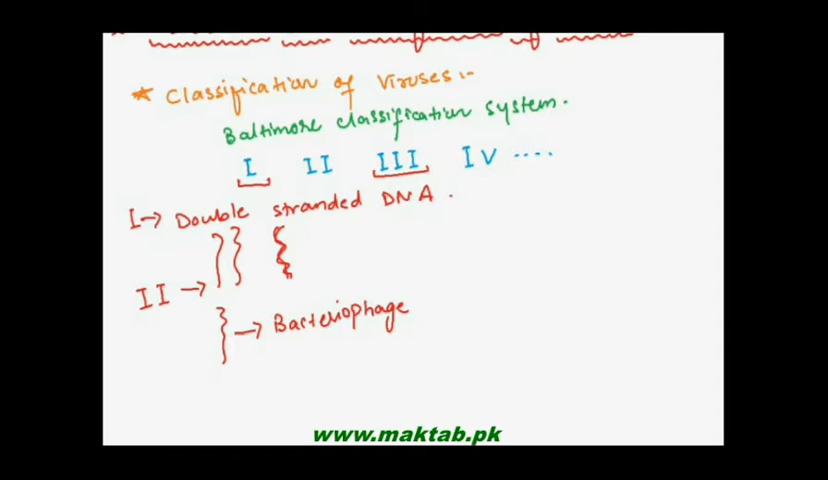 * Classification of Viruses :-
Baltimore classification system.
I II III IV ....
I → Double stranded DNA .
II →
→ Bacteriophage
www.maktab.pk